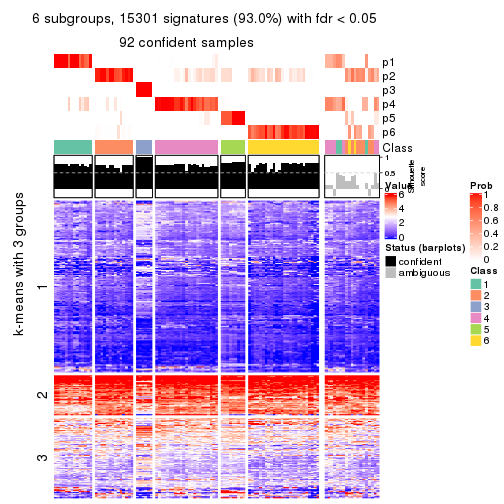 6 subgroups, 15301 signatures (93.0%) with fdr < 0.05
92 confident samples
p1
p2
p3
p4
p5
p6
Class
1
0.5
0
Silhouette
score
k-means with 3 groups
1
2
3
Value
6
4
2
0
Status (barplots)
confident
ambiguous
Prob
1
0.8
0.6
0.4
0.2
0
Class
1
2
3
4
5
6